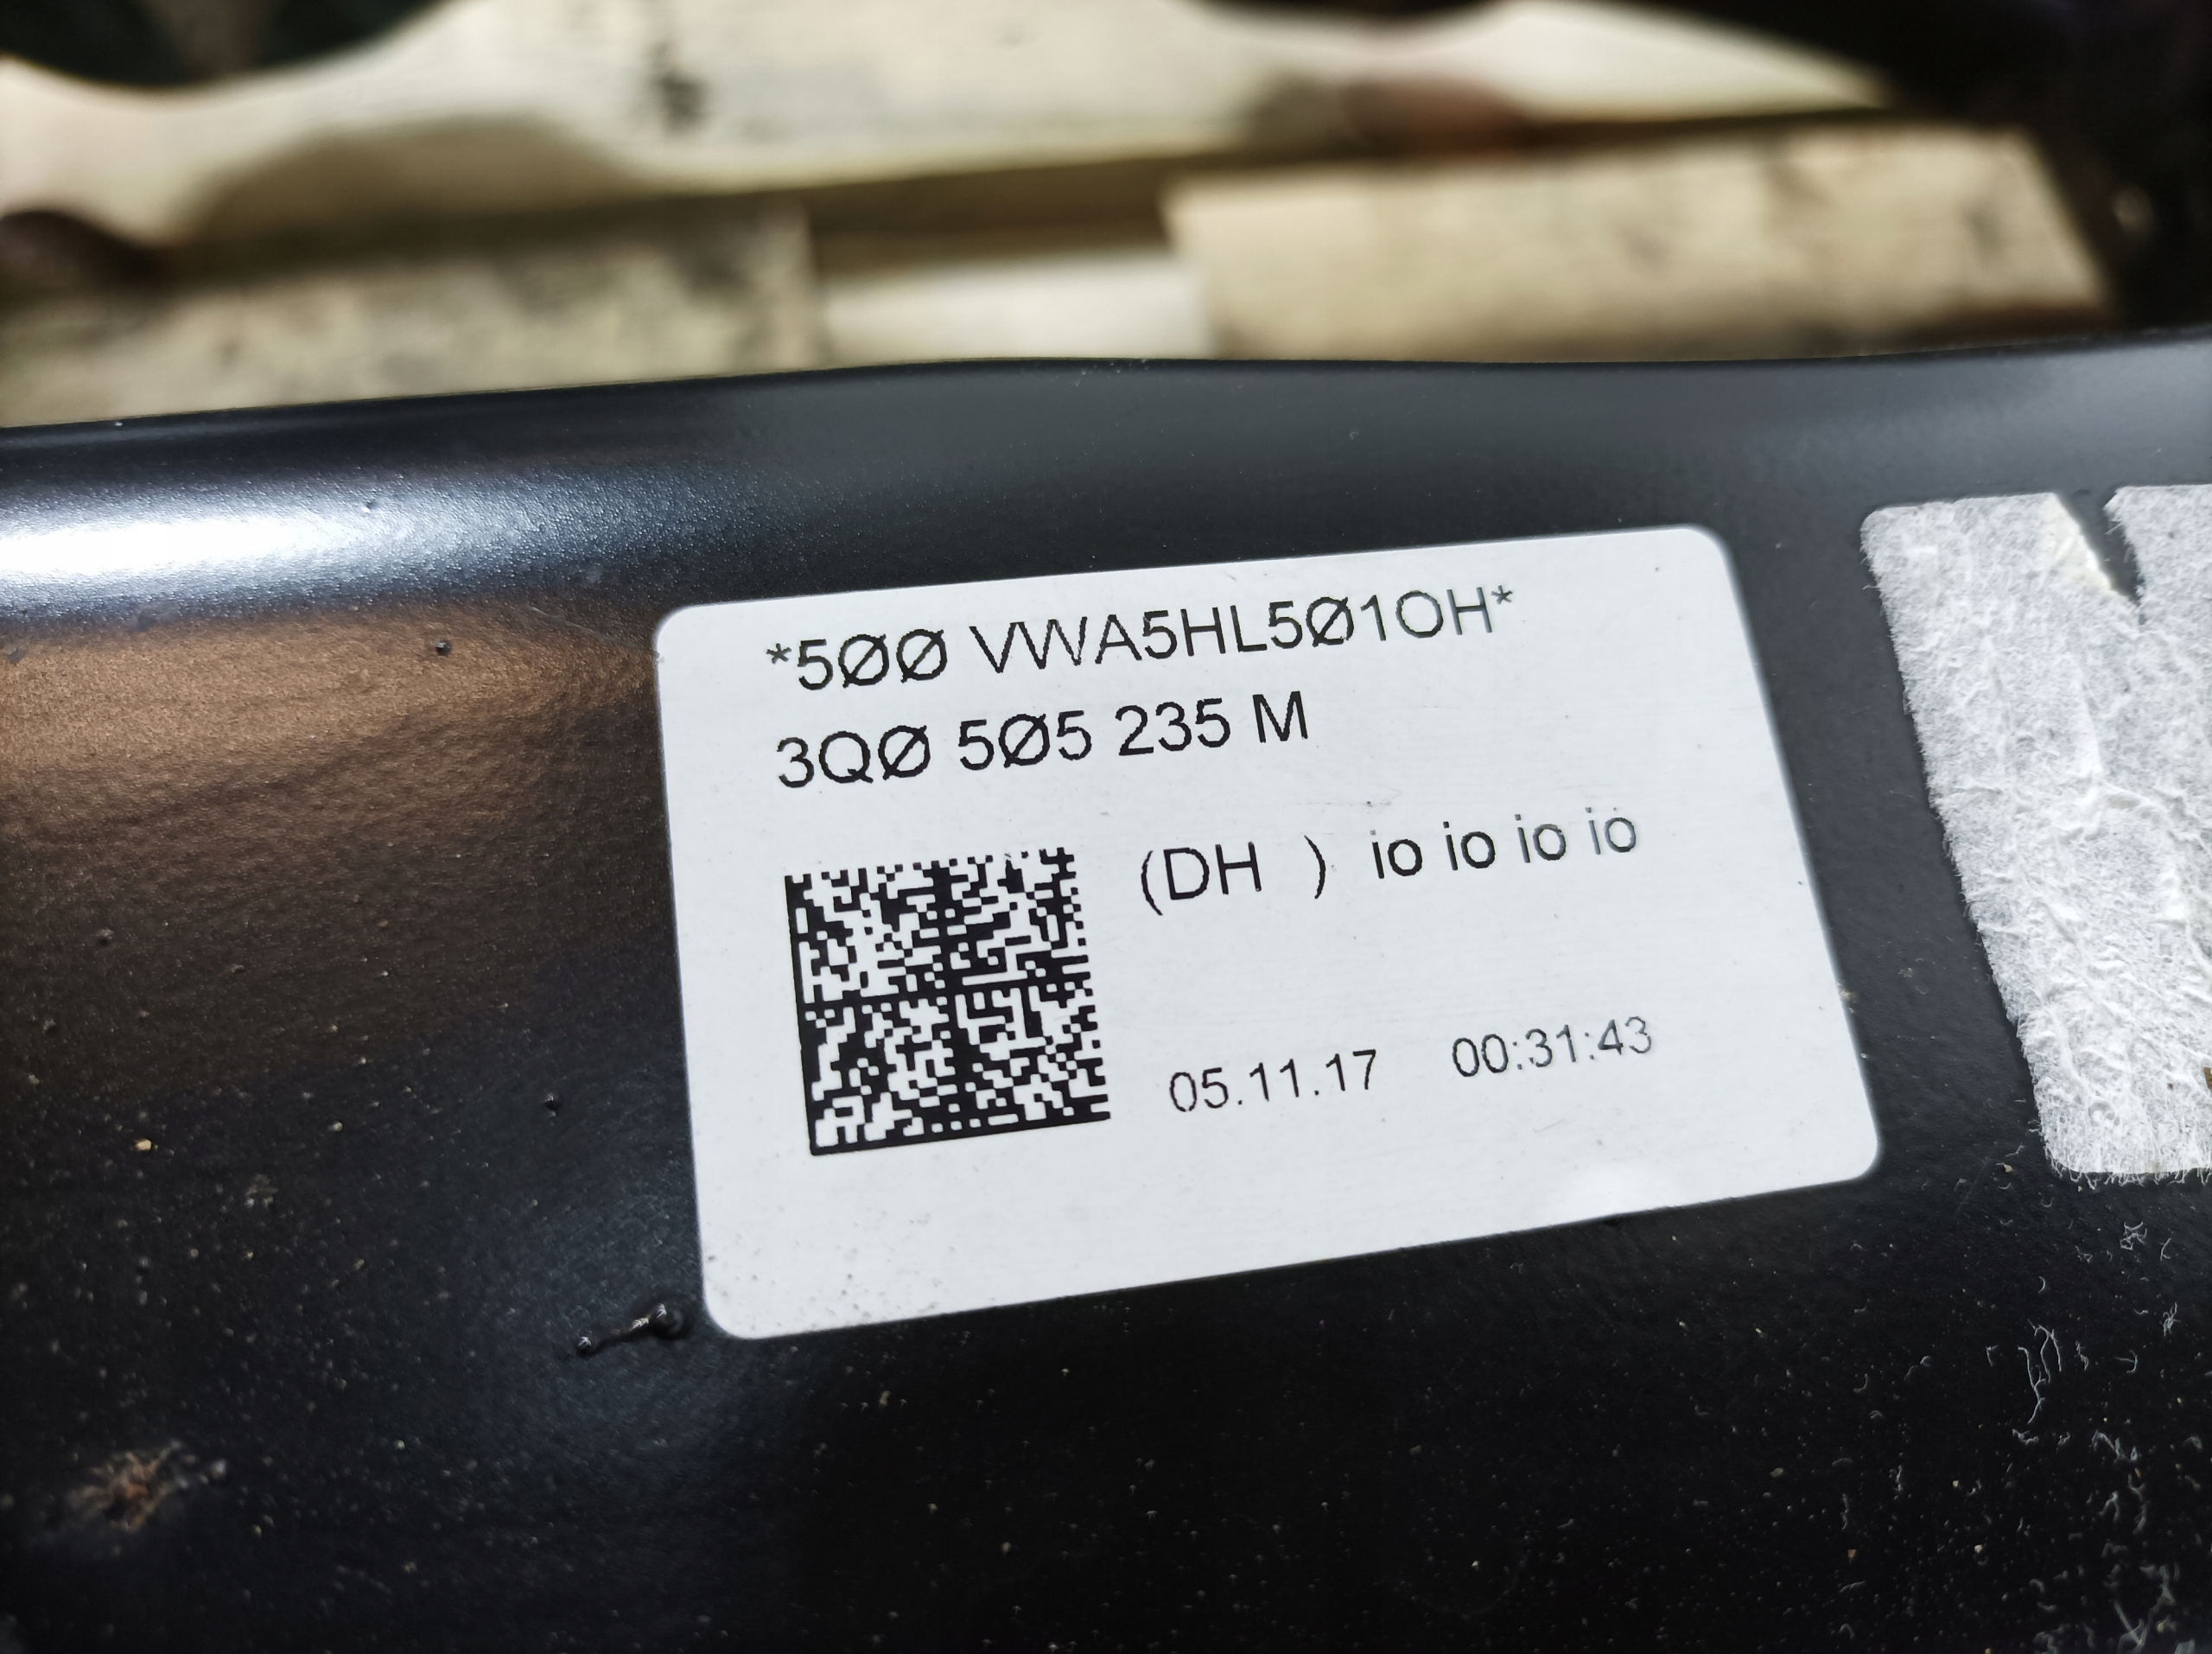 *5ØØ VWA5HL5Ø1OH*
3QØ 5Ø5 235 M
(DH ) io io io io
05.11.17 00:31:43